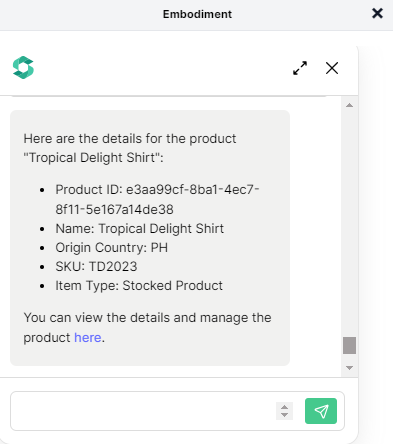 Embodiment
Here are the details for the product
"Tropical Delight Shirt":
• Product ID: e3aa99cf-8ba1-4ec7-
8f11-5e167a14de38
• Name: Tropical Delight Shirt
• Origin Country: PH
• SKU: TD2023
• Item Type: Stocked Product
You can view the details and manage the
product here.